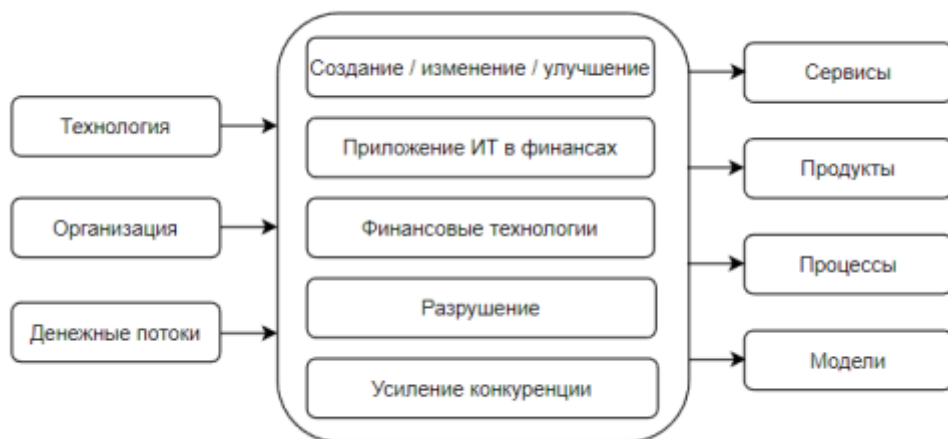 Технология
Организация
Денежные потоки
Создание / изменение / улучшение
Приложение ИТ в финансах
Финансовые технологии
Разрушение
Усиление конкуренции
Сервисы
Продукты
Процессы
Модели